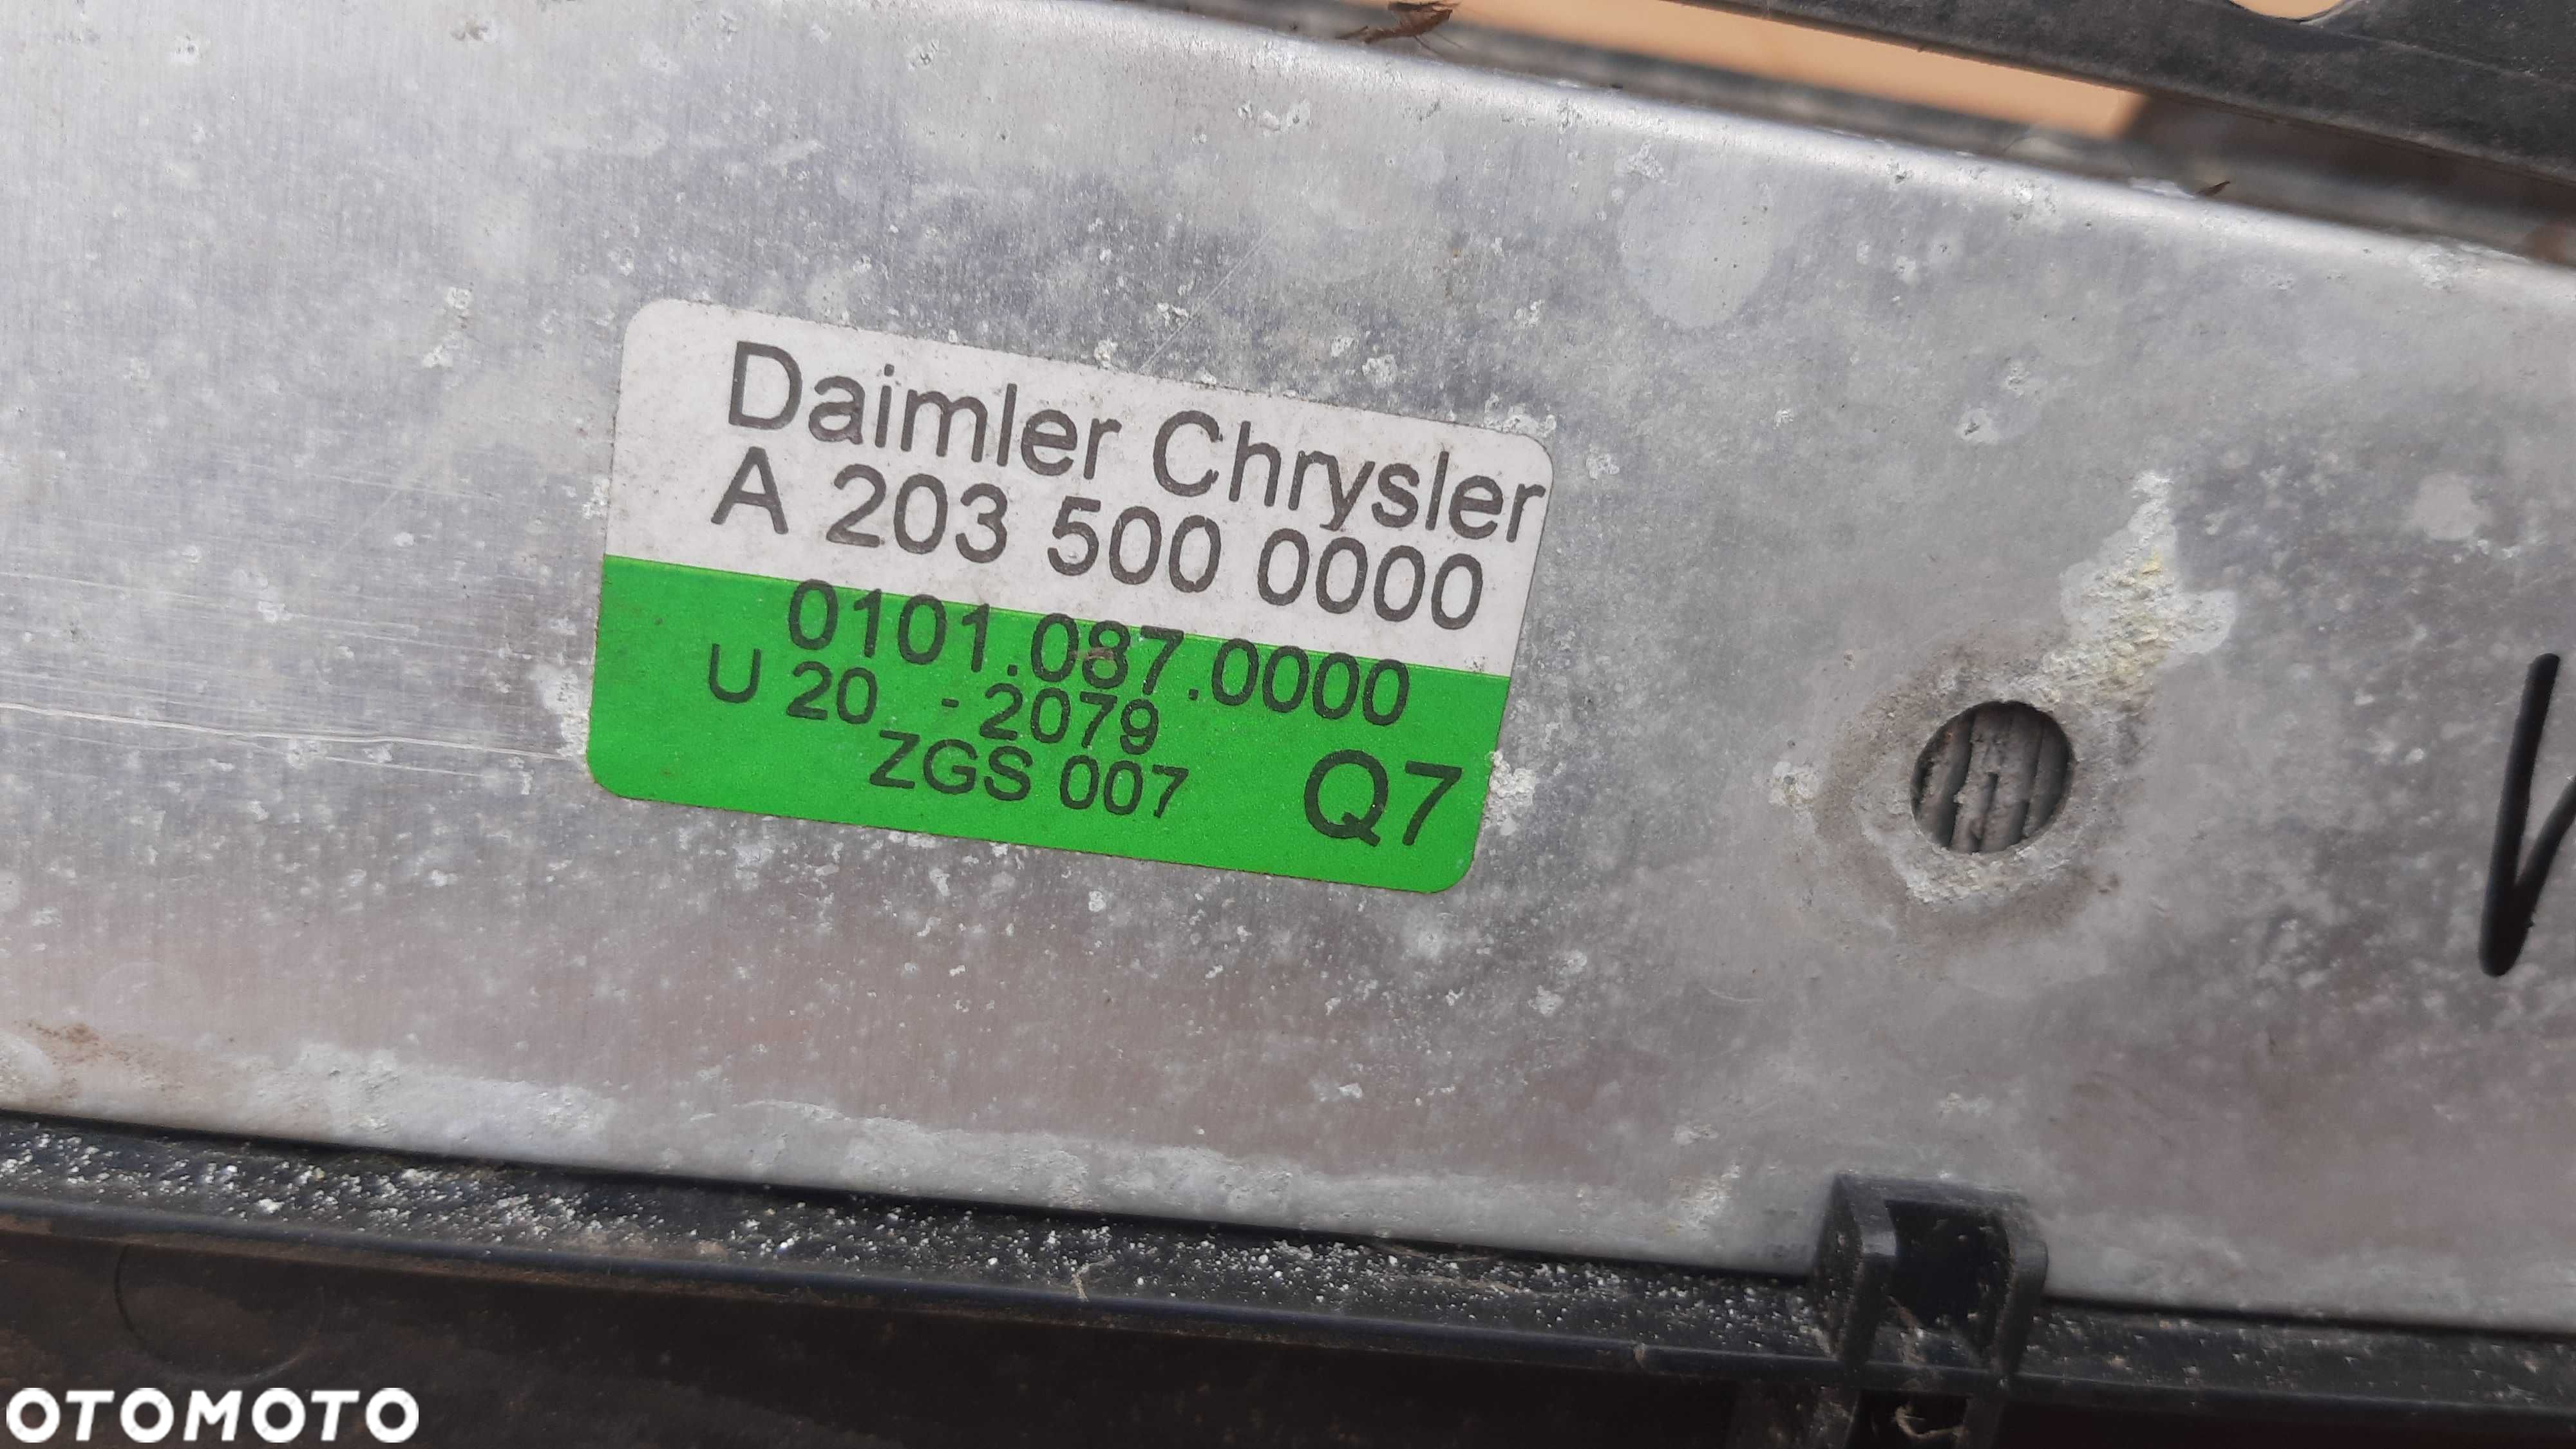 Daimler Chrysler
A 203 500 0000
0101.087.0000
U 20 - 2079
ZGS 007 Q7
OTOMOTO